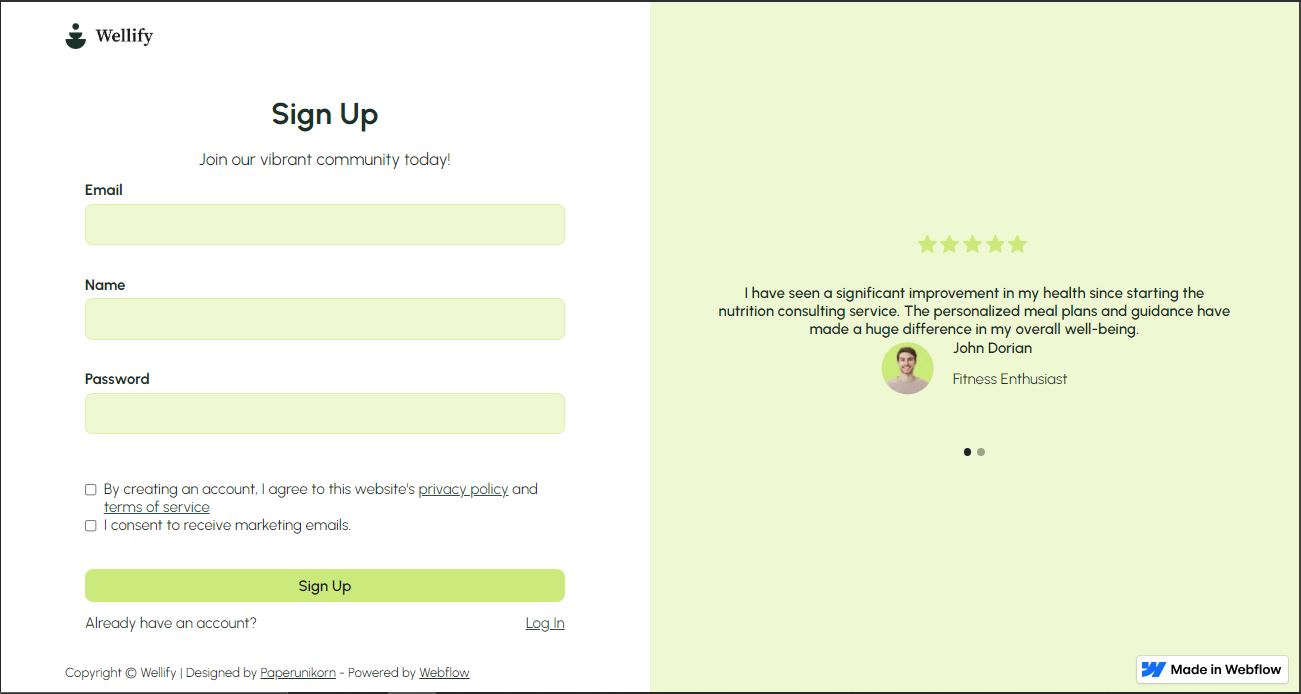 Wellify
Sign Up
Join our vibrant community today!
Email
Name
Password
By creating an account, I agree to this website's privacy policy and
terms of service
I consent to receive marketing emails.
Sign Up
Already have an account?
Log In
Copyright © Wellify | Designed by Paperunikorn - Powered by Webflow
I have seen a significant improvement in my health since starting the
nutrition consulting service. The personalized meal plans and guidance have
made a huge difference in my overall well-being.
John Dorian
Fitness Enthusiast
Made in Webflow